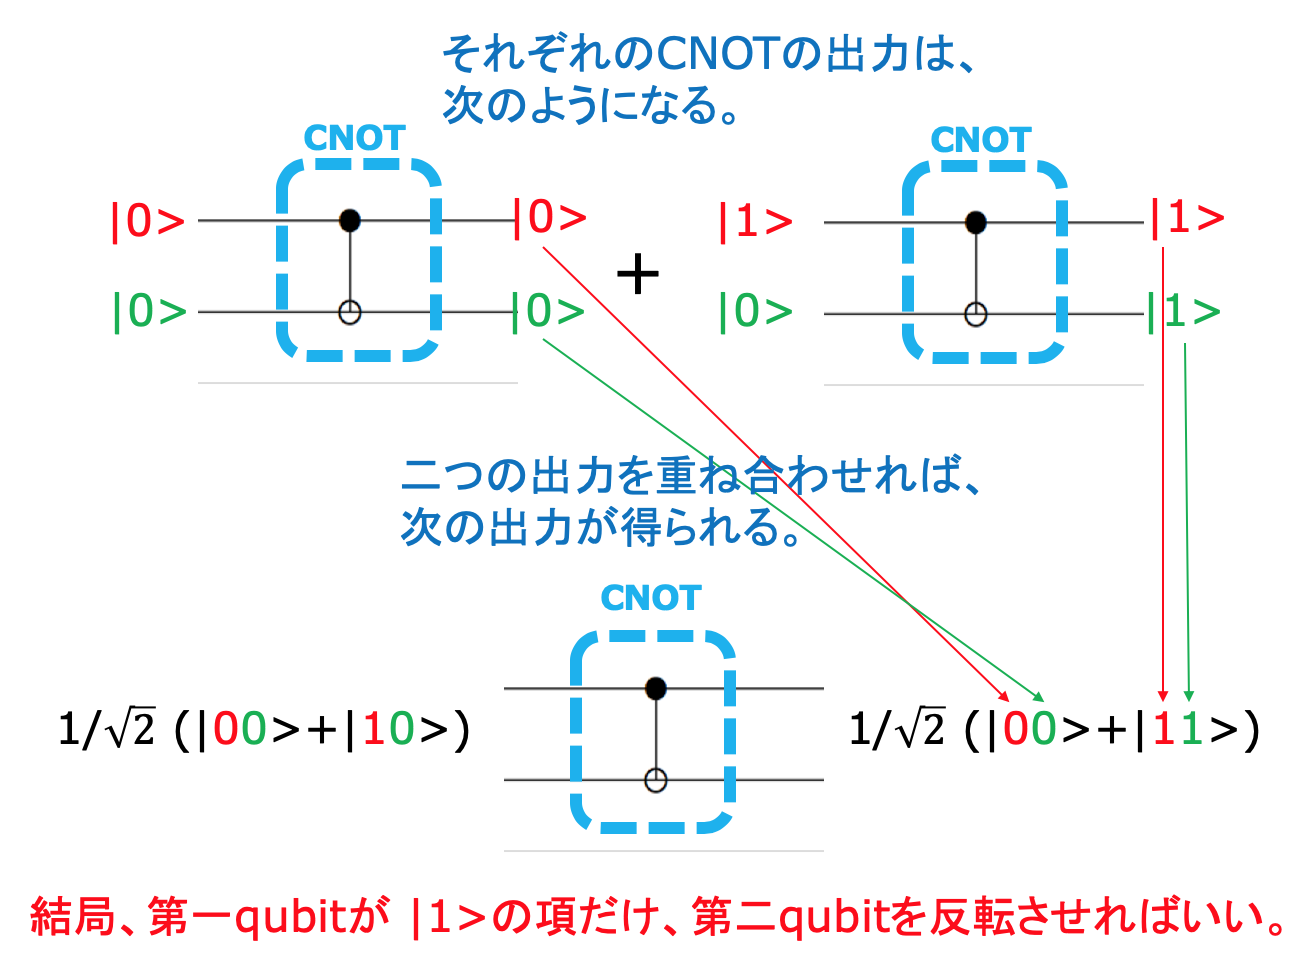 それぞれのCNOTの出力は、
次のようになる。
CNOT
CNOT
|0> |0> + |1> |1>
|0> |0> |0> |1>
二つの出力を重ね合わせれば、
次の出力が得られる。
CNOT
1/√2 (|00>+|10>) 1/√2 (|00>+|11>)
結局、第一qubitが |1>の項だけ、第二qubitを反転させればいい。